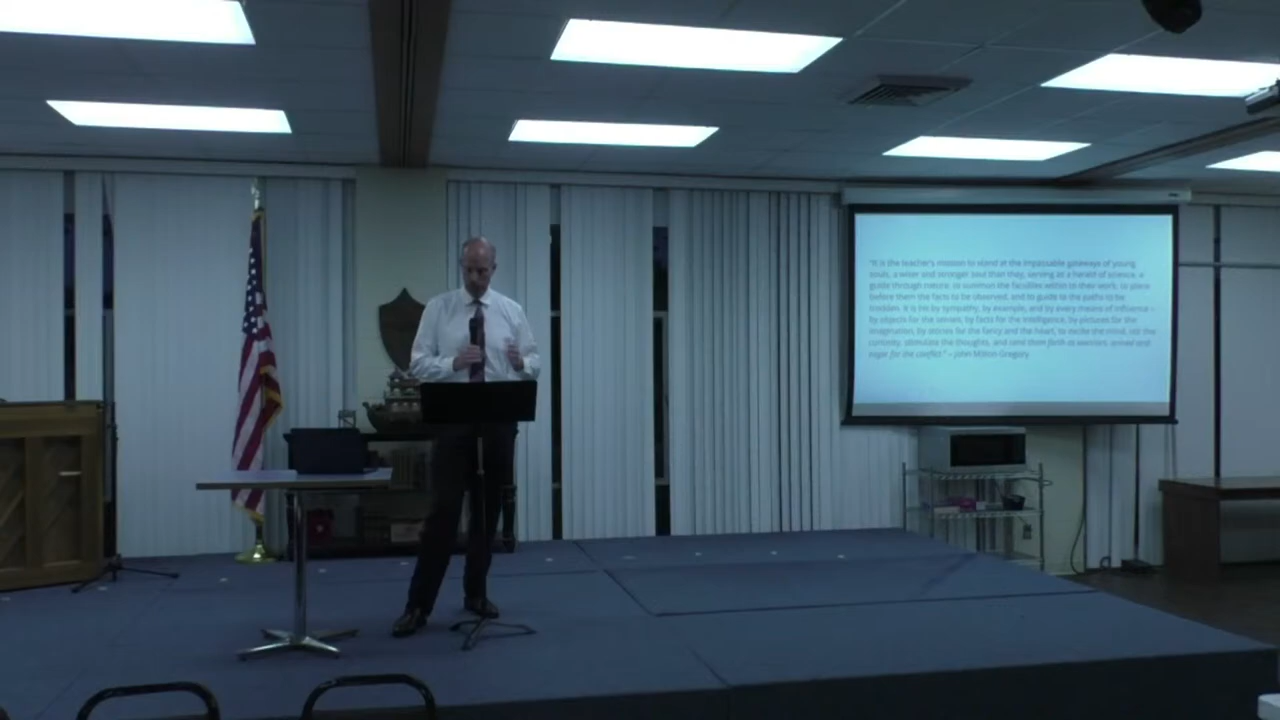 "It is the teacher's mission to stand at the impassable gateways of young
souls, a wiser and stronger soul than they, serving as a herald of science, a
guide through nature, to summon the faculties within to their work, to place
before them the facts to be observed, and to guide to the paths to be
trodden. It is his by sympathy, by example, and by every means of influence –
by objects for the senses, by facts for the intelligence, by pictures for the
imagination, by stories for the fancy and the heart, to excite the mind, stir the
curiosity, stimulate the thoughts, and send them forth as warriors, armed and
eager for the conflict." – John Milton Gregory